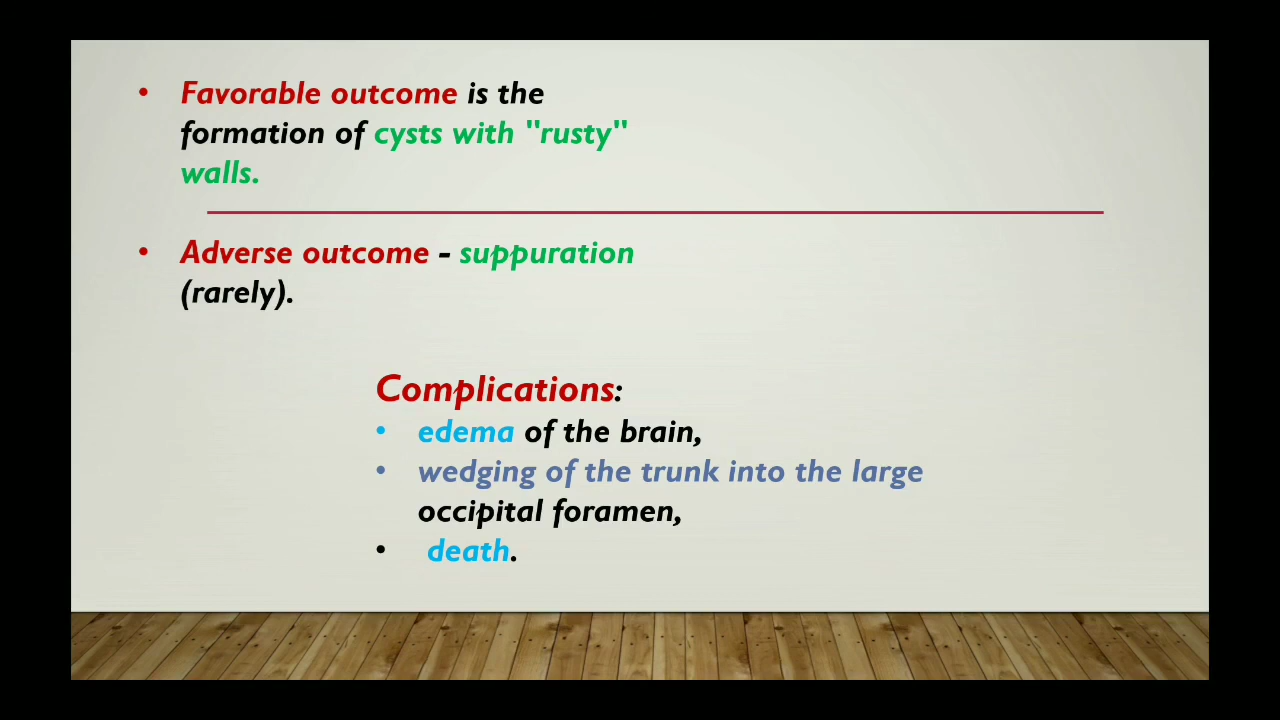 • Favorable outcome is the
formation of cysts with "rusty"
walls.
• Adverse outcome - suppuration
(rarely).
Complications:
• edema of the brain,
• wedging of the trunk into the large
occipital foramen,
• death.